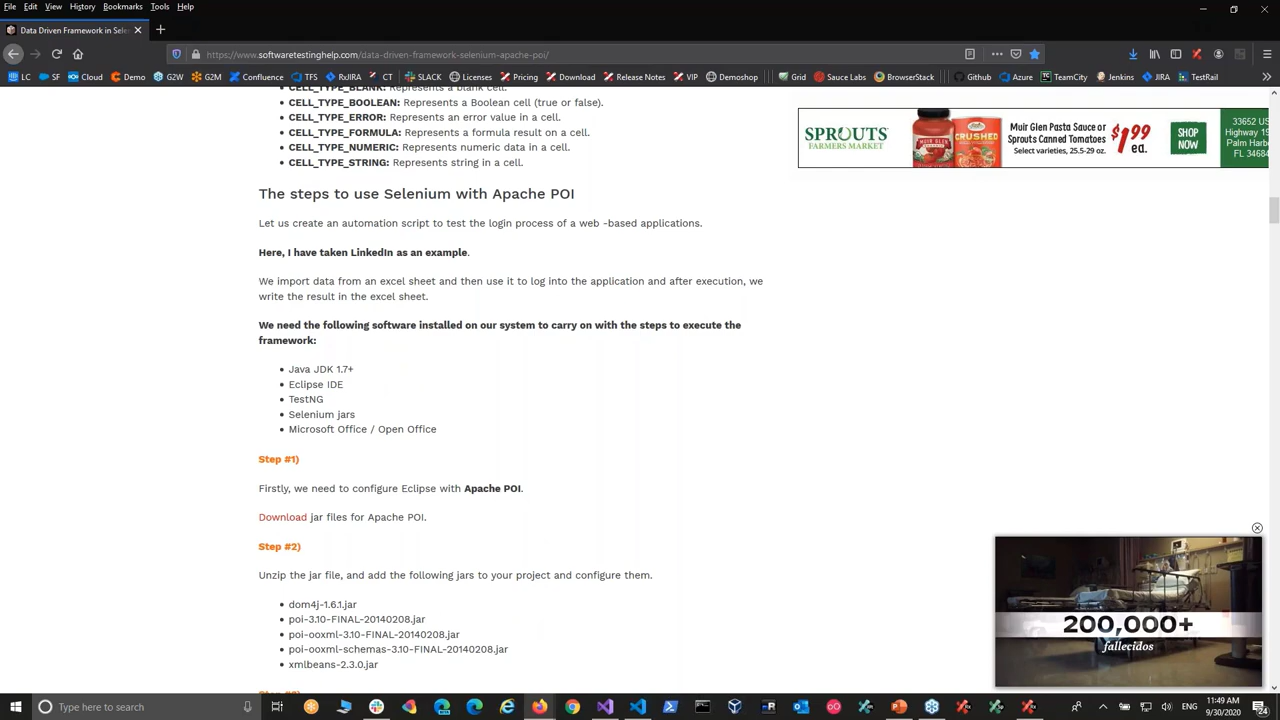 File Edit View History Bookmarks Tools Help
Data Driven Framework in Sele
https://www.softwaretestinghelp.com/data-driven-framework-selenium-apache-poi/
LC SF Cloud Demo G2W G2M Confluence TFS RxJIRA CT SLACK Licenses Pricing Download Release Notes VIP Demoshop Grid Sauce Labs BrowserStack Github Azure TeamCity Jenkins JIRA TestRail
CELL_TYPE_BLANK: Represents a blank cell.
• CELL_TYPE_BOOLEAN: Represents a Boolean cell (true or false).
• CELL_TYPE_ERROR: Represents an error value in a cell.
• CELL_TYPE_FORMULA: Represents a formula result on a cell.
• CELL_TYPE_NUMERIC: Represents numeric data in a cell.
• CELL_TYPE_STRING: Represents string in a cell.
The steps to use Selenium with Apache POI
Let us create an automation script to test the login process of a web -based applications.
Here, I have taken LinkedIn as an example.
We import data from an excel sheet and then use it to log into the application and after execution, we
write the result in the excel sheet.
We need the following software installed on our system to carry on with the steps to execute the
framework:
• Java JDK 1.7+
• Eclipse IDE
• TestNG
• Selenium jars
• Microsoft Office / Open Office
Step #1)
Firstly, we need to configure Eclipse with Apache POI.
Download jar files for Apache POI.
Step #2)
Unzip the jar file, and add the following jars to your project and configure them.
• dom4j-1.6.1.jar
• poi-3.10-FINAL-20140208.jar
• poi-ooxml-3.10-FINAL-20140208.jar
• poi-ooxml-schemas-3.10-FINAL-20140208.jar
• xmlbeans-2.3.0.jar
SPROUTS
FARMERS MARKET
CRUSHED
Muir Glen Pasta Sauce or
Sprouts Canned Tomatoes
Select varieties, 25.5-29 oz.
$1.99
ea.
SHOP
NOW
33652 US
Highway 19
Palm Harbo
FL 34684
200,000+
fallecidos
Type here to search
11:49 AM
9/30/2020